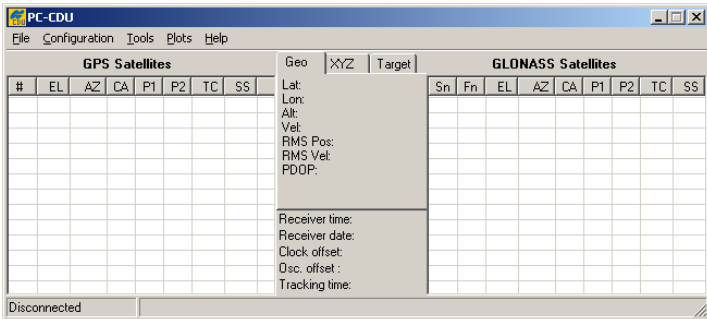 PC-CDU
File Configuration Tools Plots Help
GPS Satellites
# EL AZ CA P1 P2 TC SS
Geo XYZ Target
Lat:
Lon:
Alt:
Vel:
RMS Pos:
RMS Vel:
PDOP:
Receiver time:
Receiver date:
Clock offset:
Osc. offset :
Tracking time:
GLONASS Satellites
Sn Fn EL AZ CA P1 P2 TC SS
Disconnected